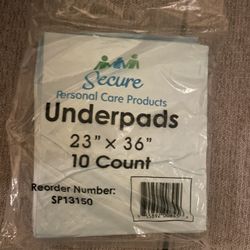 Secure
Personal Care Products
Underpads
23" × 36"
10 Count
Reorder Number:
SP13150